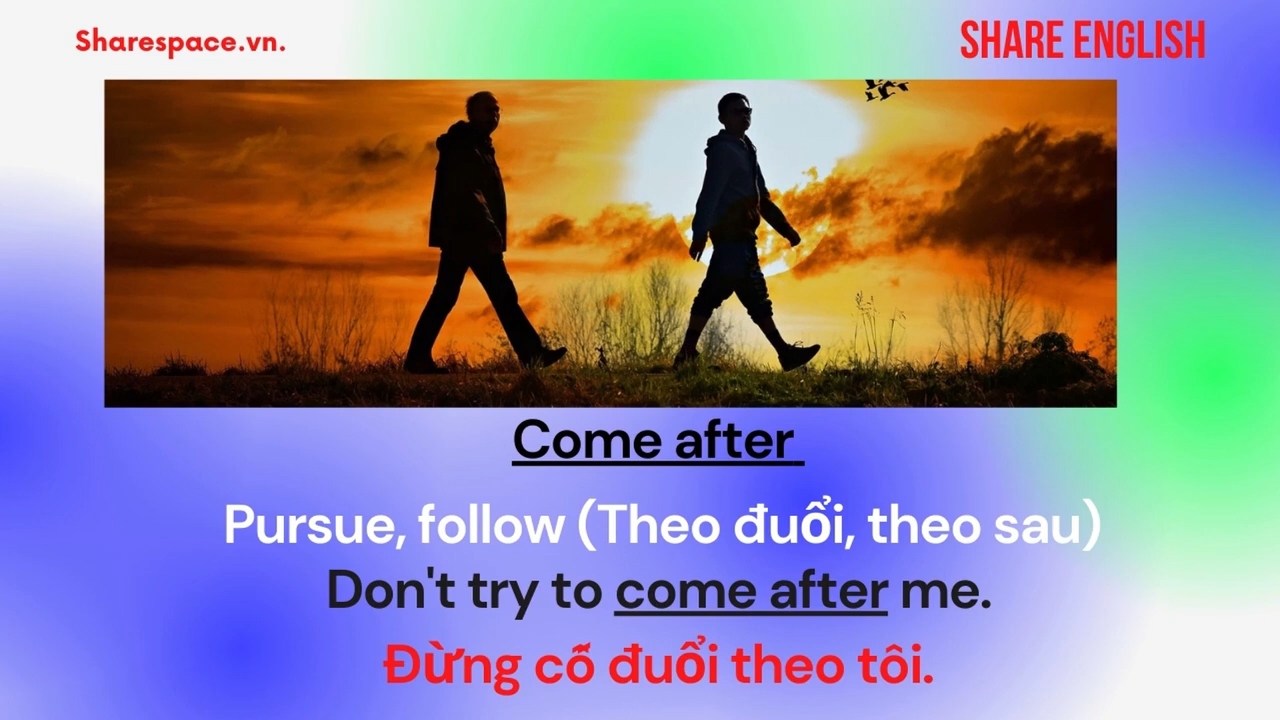 Sharespace.vn.
SHARE ENGLISH
Come after
Pursue, follow (Theo đuổi, theo sau)
Don't try to come after me.
Đừng cỗ đuổi theo tôi.